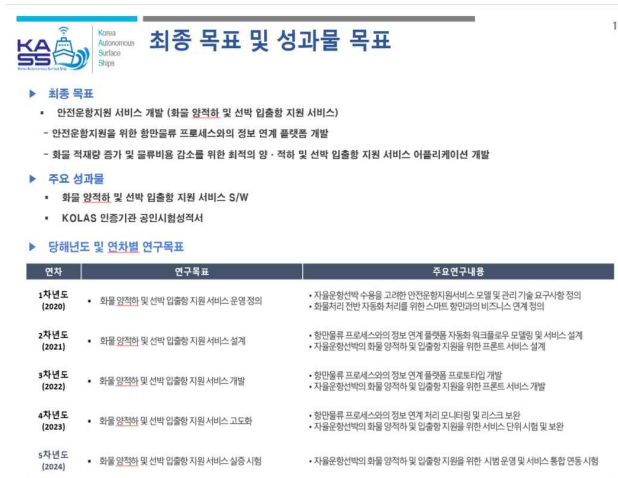 1
KASS
Korea
Autonomous
Surface
Ships
최종 목표 및 성과물 목표
▶ 최종 목표
▪ 안전운항지원 서비스 개발 (화물 양적하 및 선박 입출항 지원 서비스)
- 안전운항지원을 위한 항만물류 프로세스와의 정보 연계 플랫폼 개발
- 화물 적재량 증가 및 물류비용 감소를 위한 최적의 양·적하 및 선박 입출항 지원 서비스 어플리케이션 개발
▶ 주요 성과물
▪ 화물 양적하 및 선박 입출항 지원 서비스 S/W
▪ KOLAS 인증기관 공인시험성적서
▶ 당해년도 및 연차별 연구목표
연차 연구목표 주요연구내용
1차년도
(2020)
• 화물 양적하 및 선박 입출항 지원 서비스 운영 정의
• 자율운항선박 수용을 고려한 안전운항지원서비스 모델 및 관리 기술 요구사항 정의
• 화물처리 전반 자동화 처리를 위한 스마트 항만과의 비즈니스 연계 정의
2차년도
(2021)
• 화물 양적하 및 선박 입출항 지원 서비스 설계
• 항만물류 프로세스와의 정보 연계 플랫폼 자동화 워크플로우 모델링 및 서비스 설계
• 자율운항선박의 화물 양적하 및 입출항 지원을 위한 프론트 서비스 설계
3차년도
(2022)
• 화물 양적하 및 선박 입출항 지원 서비스 개발
• 항만물류 프로세스와의 정보 연계 플랫폼 프로토타입 개발
• 자율운항선박의 화물 양적하 및 입출항 지원을 위한 프론트 서비스 개발
4차년도
(2023)
• 화물 양적하 및 선박 입출항 지원 서비스 고도화
• 항만물류 프로세스와의 정보 연계 처리 모니터링 및 리스크 보완
• 자율운항선박의 화물 양적하 및 입출항 지원을 위한 서비스 단위 시험 및 보완
5차년도
(2024)
• 화물 양적하 및 선박 입출항 지원 서비스 실증 시험
• 자율운항선박의 화물 양적하 및 입출항 지원을 위한 시범 운영 및 서비스 통합 연동 시험